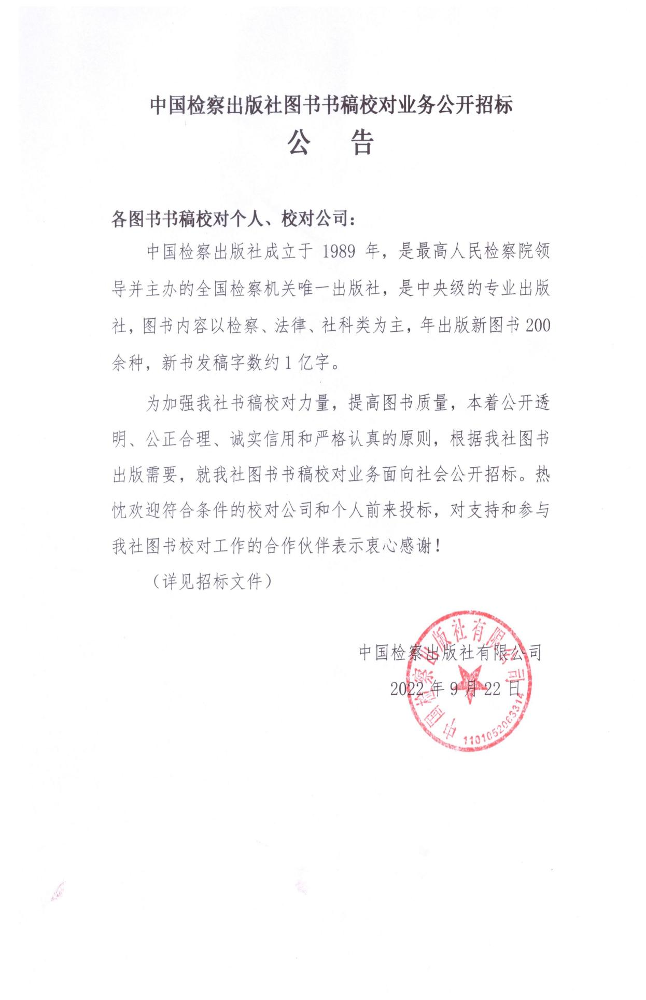 中国检察出版社图书书稿校对业务公开招标
公 告
各图书书稿校对个人、校对公司：
中国检察出版社成立于 1989 年，是最高人民检察院领
导并主办的全国检察机关唯一出版社，是中央级的专业出版
社，图书内容以检察、法律、社科类为主，年出版新图书 200
余种，新书发稿字数约 1 亿字。
为加强我社书稿校对力量，提高图书质量，本着公开透
明、公正合理、诚实信用和严格认真的原则，根据我社图书
出版需要，就我社图书书稿校对业务面向社会公开招标。热
忱欢迎符合条件的校对公司和个人前来投标，对支持和参与
我社图书校对工作的合作伙伴表示衷心感谢！
（详见招标文件）
中国检察出版社有限公司
2022 年 9 月 22 日
中国检察出版社有限公司
1101052063314